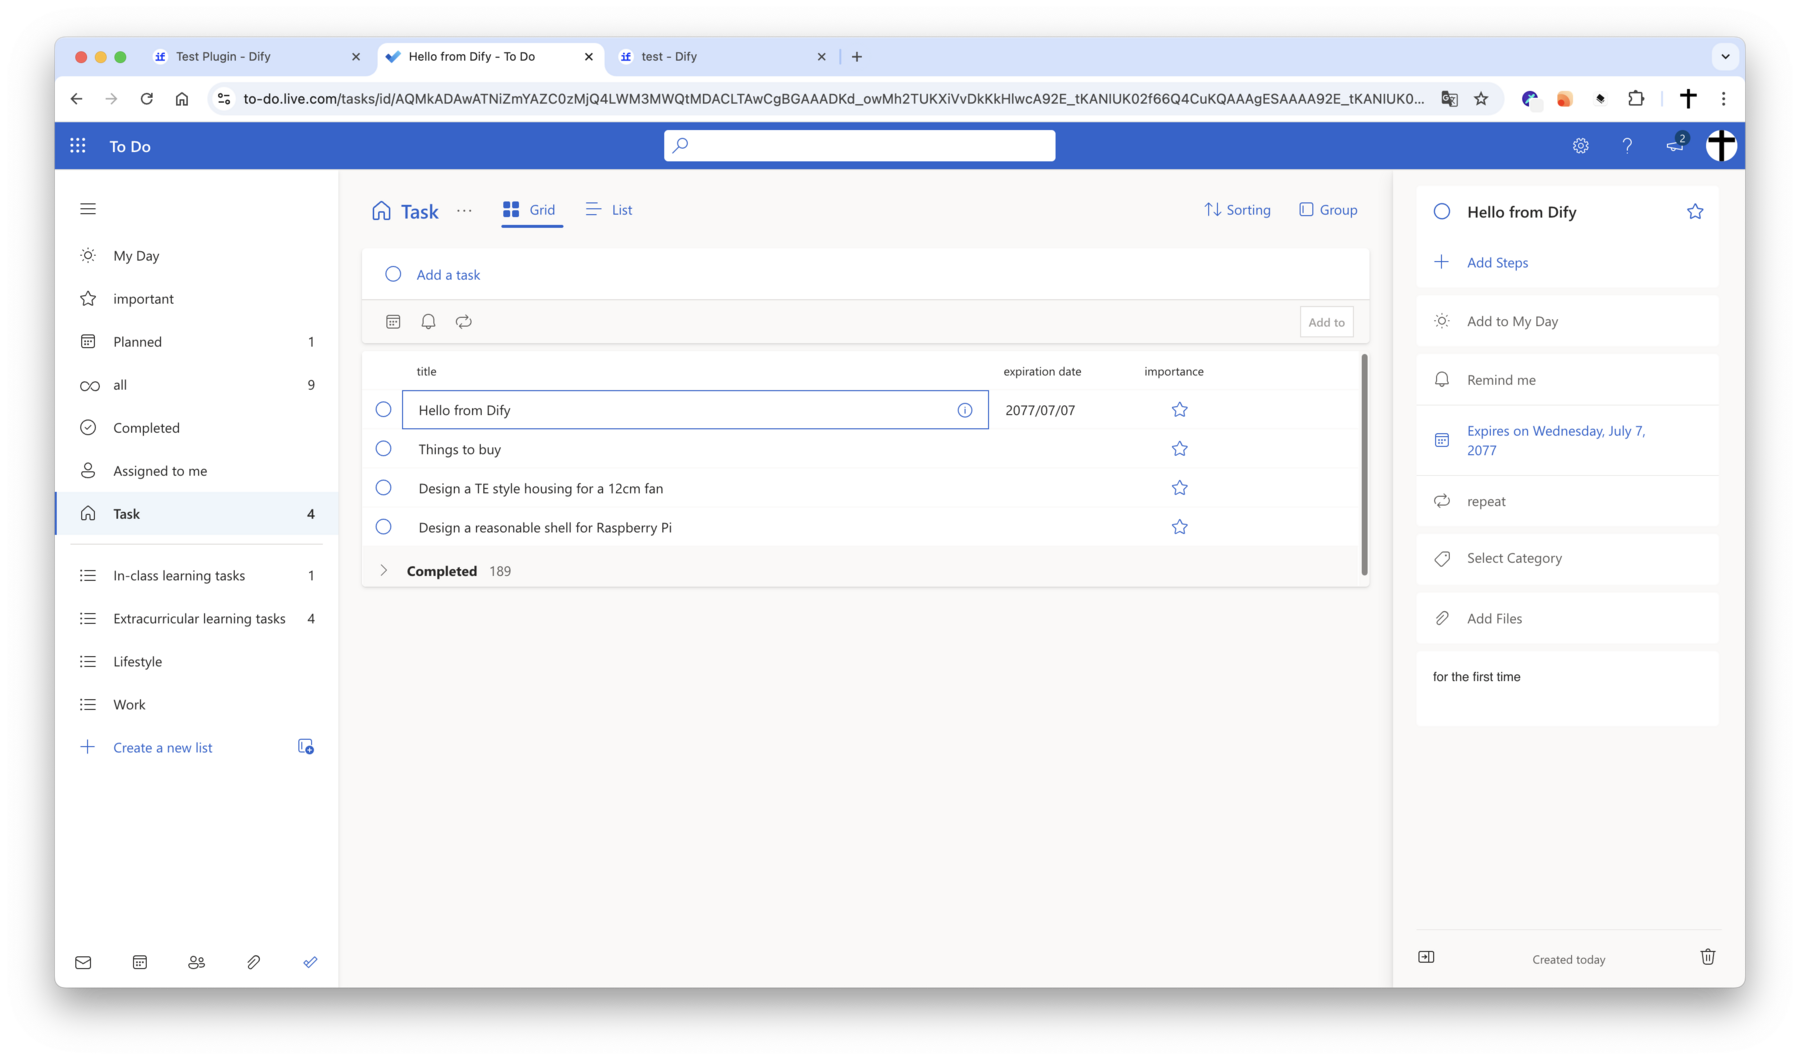 Test Plugin - Dify
Hello from Dify - To Do
test - Dify
to-do.live.com/tasks/id/AQMkADAwATNiZmYAZC0zMjQ4LWM3MWQtMDACLTAwCgBGAAADKd_owMh2TUKXiVvDkKkHlwcA92E_tKANIUK02f66Q4CuKQAAAgESAAAA92E_tKANIUK0...
To Do
2
My Day
important
Planned 1
all 9
Completed
Assigned to me
Task 4
In-class learning tasks 1
Extracurricular learning tasks 4
Lifestyle
Work
Create a new list
Task ... Grid List Sorting Group
Add a task
Add to
title expiration date importance
Hello from Dify 2077/07/07
Things to buy
Design a TE style housing for a 12cm fan
Design a reasonable shell for Raspberry Pi
Completed 189
Hello from Dify
Add Steps
Add to My Day
Remind me
Expires on Wednesday, July 7,
2077
repeat
Select Category
Add Files
for the first time
Created today